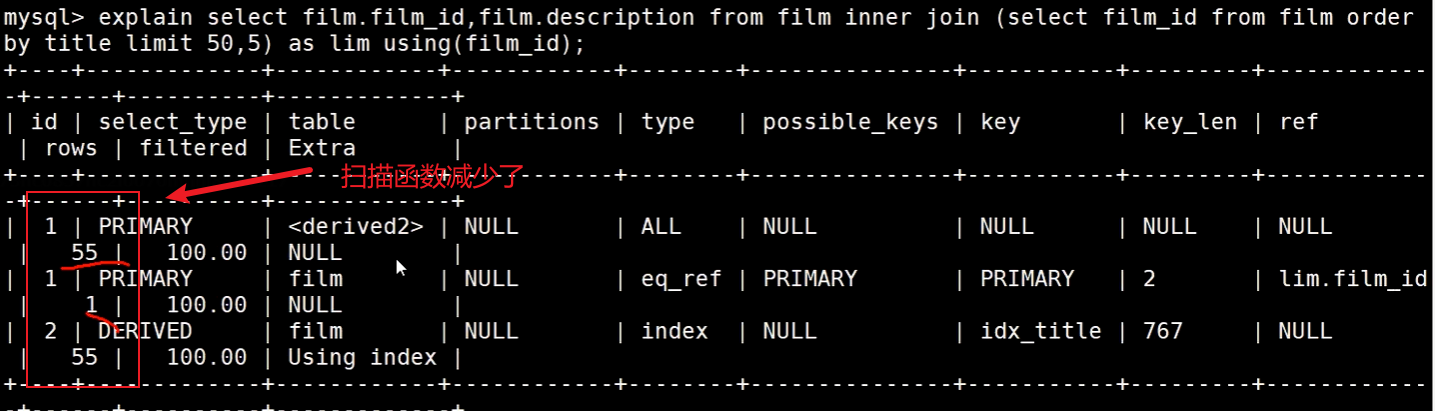 mysql> explain select film.film_id,film.description from film inner join (select film_id from film order
by title limit 50,5) as lim using(film_id);
+----+-------------+------------+------------+--------+---------------+-----------+---------+------------
-+------+----------+-------------+
| id | select_type | table      | partitions | type   | possible_keys | key       | key_len | ref
 | rows | filtered | Extra       |
扫描函数减少了
+----+-------------+------------+------------+--------+---------------+-----------+---------+------------
-+------+----------+-------------+
|  1 | PRIMARY     | <derived2> | NULL       | ALL    | NULL          | NULL      | NULL    | NULL
 |   55 |   100.00 | NULL        |
|  1 | PRIMARY     | film       | NULL       | eq_ref | PRIMARY       | PRIMARY   | 2       | lim.film_id
 |    1 |   100.00 | NULL        |
|  2 | DERIVED     | film       | NULL       | index  | NULL          | idx_title | 767     | NULL
 |   55 |   100.00 | Using index |
+----+-------------+------------+------------+--------+---------------+-----------+---------+------------
-+------+----------+-------------+